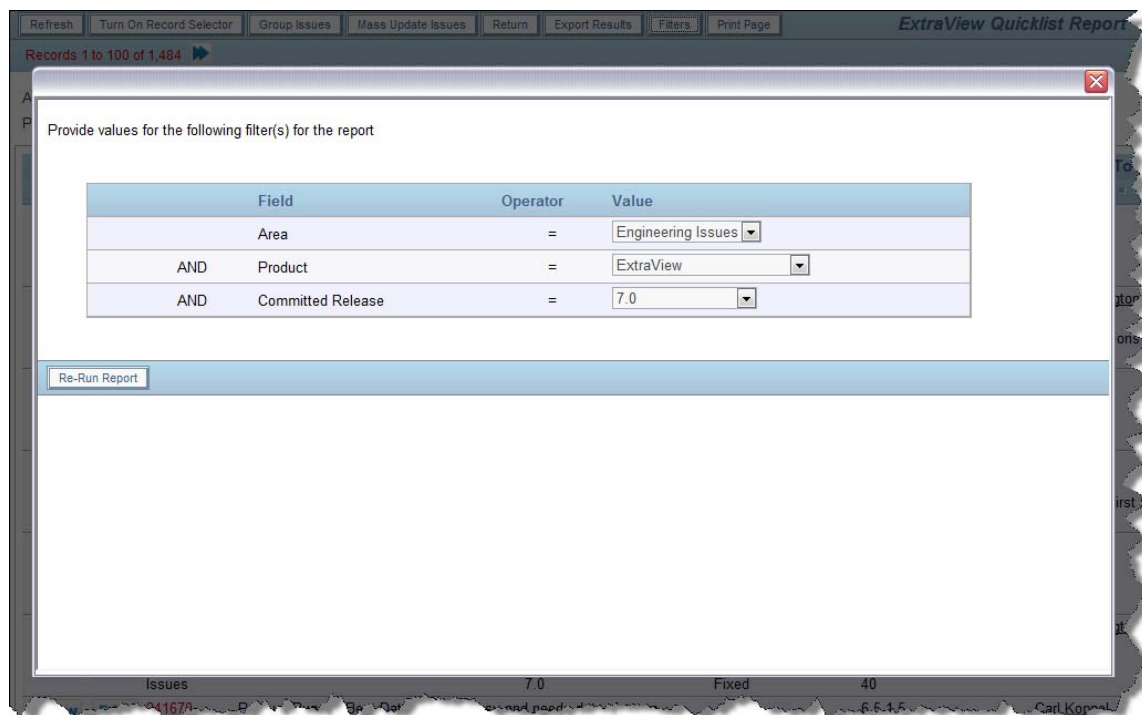 Refresh Turn On Record Selector Group Issues Mass Update Issues Return Export Results Filters Print Page ExtraView Quicklist Report
Records 1 to 100 of 1,484
Provide values for the following filter(s) for the report
Field Operator Value
Area = Engineering Issues
AND Product = ExtraView
AND Committed Release = 7.0
Re-Run Report
Issues 7.0 Fixed 40